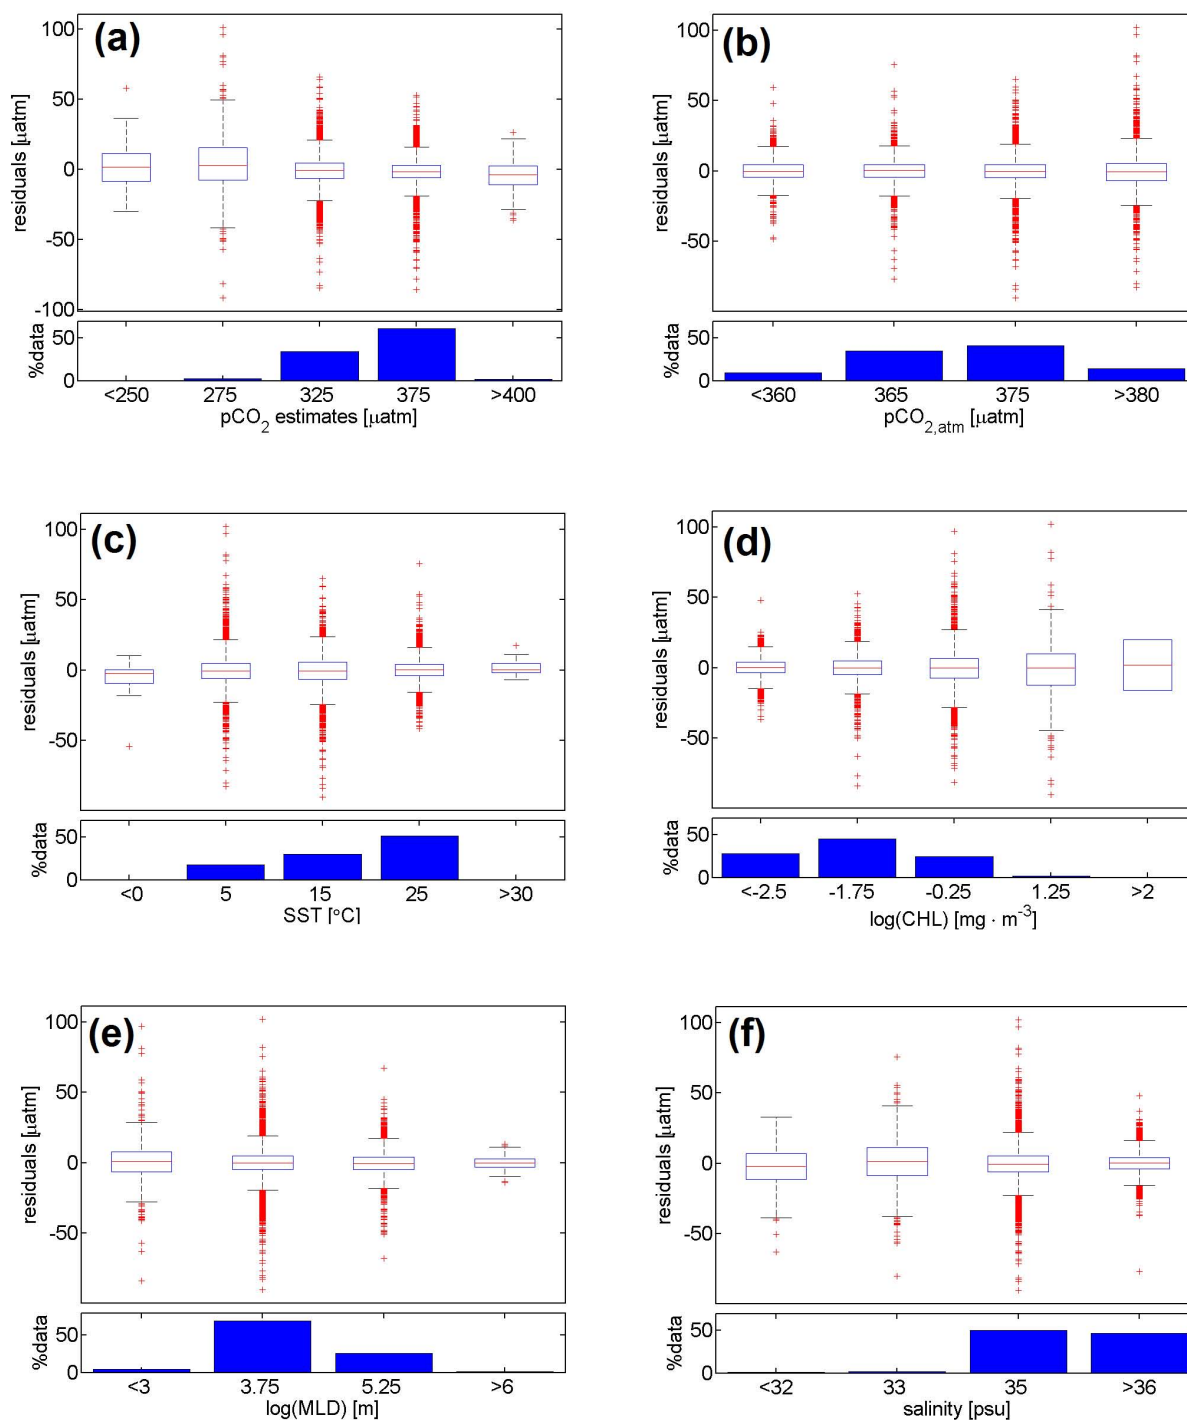 (a)
100
50
0
-50
-100
residuals [µatm]
50
0
%data
<250 275 325 375 >400
pCO2 estimates [µatm]
(b)
100
50
0
-50
residuals [µatm]
50
0
%data
<360 365 375 >380
pCO2,atm [µatm]
(c)
100
50
0
-50
residuals [µatm]
50
0
%data
<0 5 15 25 >30
SST [°C]
(d)
100
50
0
-50
residuals [µatm]
50
0
%data
<-2.5 -1.75 -0.25 1.25 >2
log(CHL) [mg · m-3]
(e)
100
50
0
-50
residuals [µatm]
50
0
%data
<3 3.75 5.25 >6
log(MLD) [m]
(f)
100
50
0
-50
residuals [µatm]
50
0
%data
<32 33 35 >36
salinity [psu]